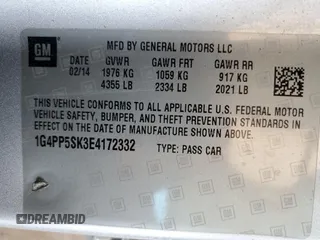 GM
MFD BY GENERAL MOTORS LLC
DATE GVWR GAWR FRT GAWR RR
02/14 1976 KG 1059 KG 917 KG
4355 LB 2334 LB 2021 LB
THIS VEHICLE CONFORMS TO ALL APPLICABLE U.S. FEDERAL MOTOR
VEHICLE SAFETY, BUMPER, AND THEFT PREVENTION STANDARDS IN
EFFECT ON THE DATE OF MANUFACTURE SHOWN ABOVE.
1G4PP5SK3E4172332 TYPE: PASS CAR
DREAMBID